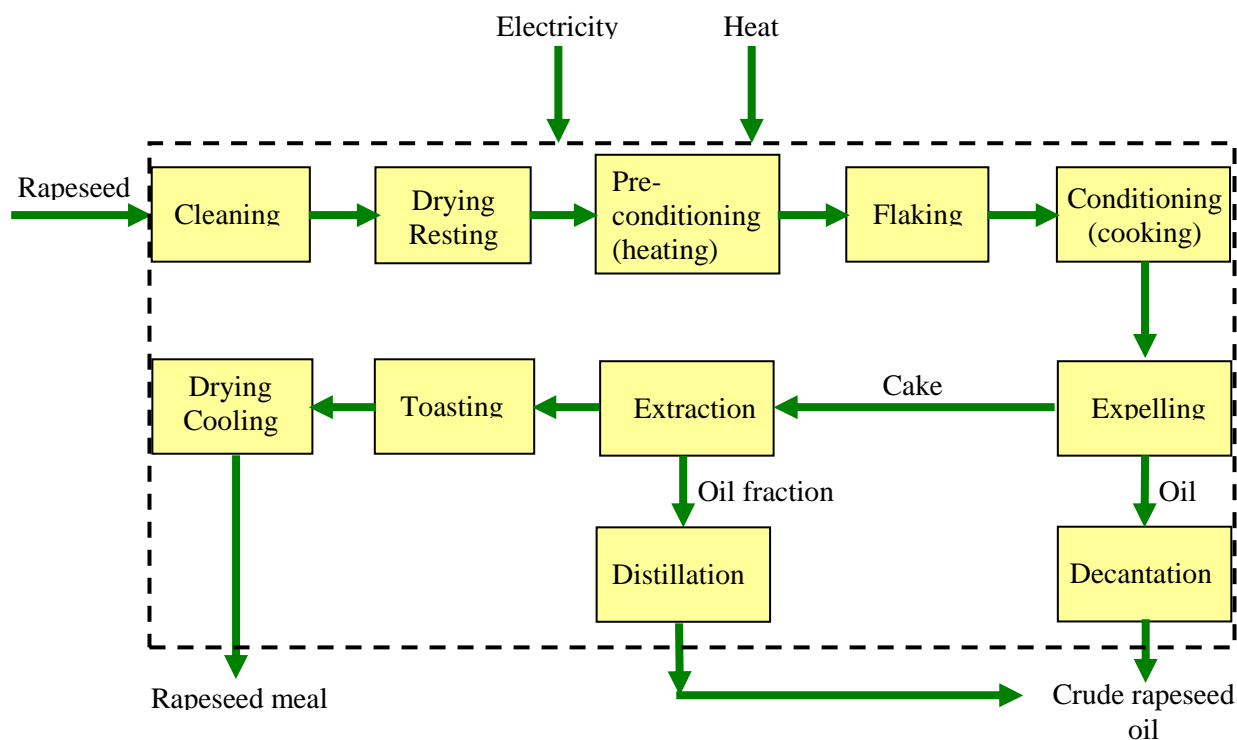 Electricity
Heat
Rapeseed
Cleaning
Drying
Resting
Pre-
conditioning
(heating)
Flaking
Conditioning
(cooking)
Drying
Cooling
Toasting
Extraction
Cake
Expelling
Oil fraction
Oil
Distillation
Decantation
Rapeseed meal
Crude rapeseed
oil